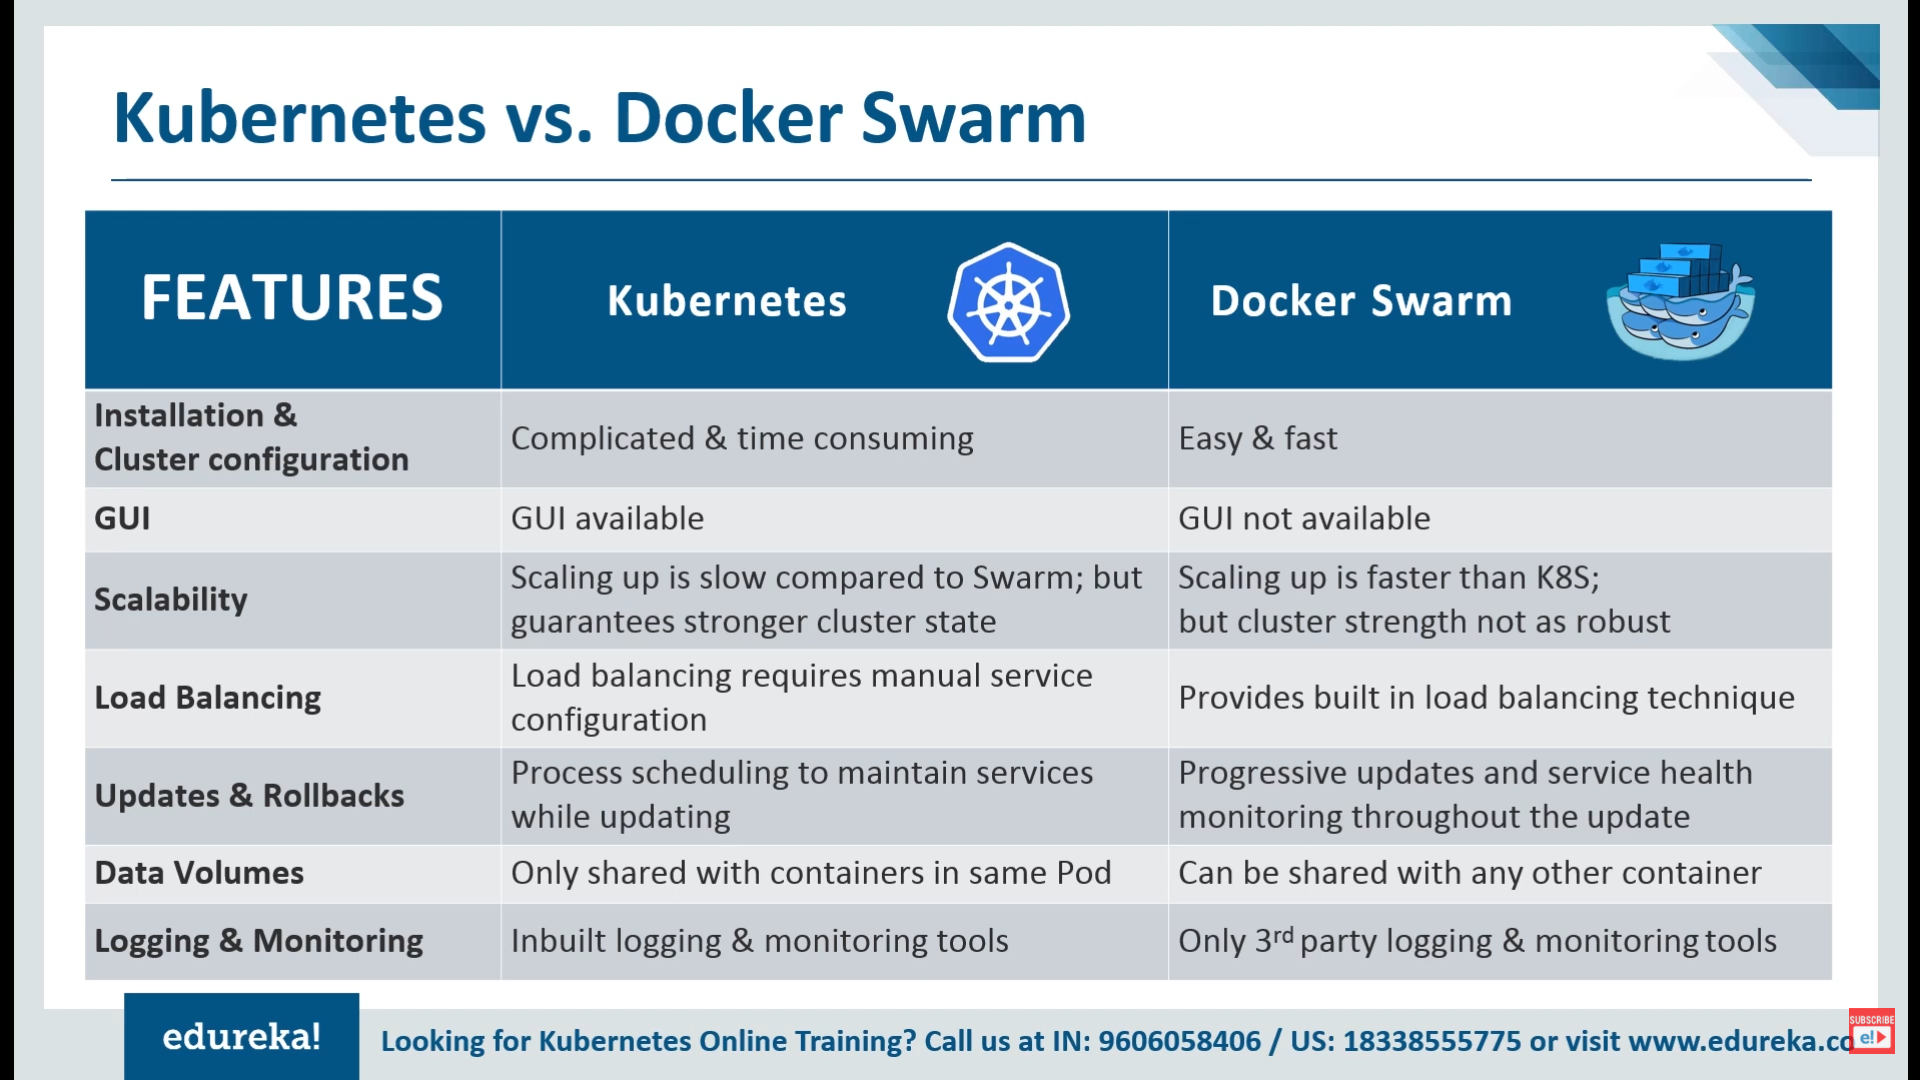 Kubernetes vs. Docker Swarm
FEATURES
Kubernetes
Docker Swarm
Installation &
Cluster configuration
Complicated & time consuming
Easy & fast
GUI
GUI available
GUI not available
Scalability
Scaling up is slow compared to Swarm; but
guarantees stronger cluster state
Scaling up is faster than K8S;
but cluster strength not as robust
Load Balancing
Load balancing requires manual service
configuration
Provides built in load balancing technique
Updates & Rollbacks
Process scheduling to maintain services
while updating
Progressive updates and service health
monitoring throughout the update
Data Volumes
Only shared with containers in same Pod
Can be shared with any other container
Logging & Monitoring
Inbuilt logging & monitoring tools
Only 3rd party logging & monitoring tools
edureka!
Looking for Kubernetes Online Training? Call us at IN: 9606058406 / US: 18338555775 or visit www.edureka.co
SUBSCRIBE
e!